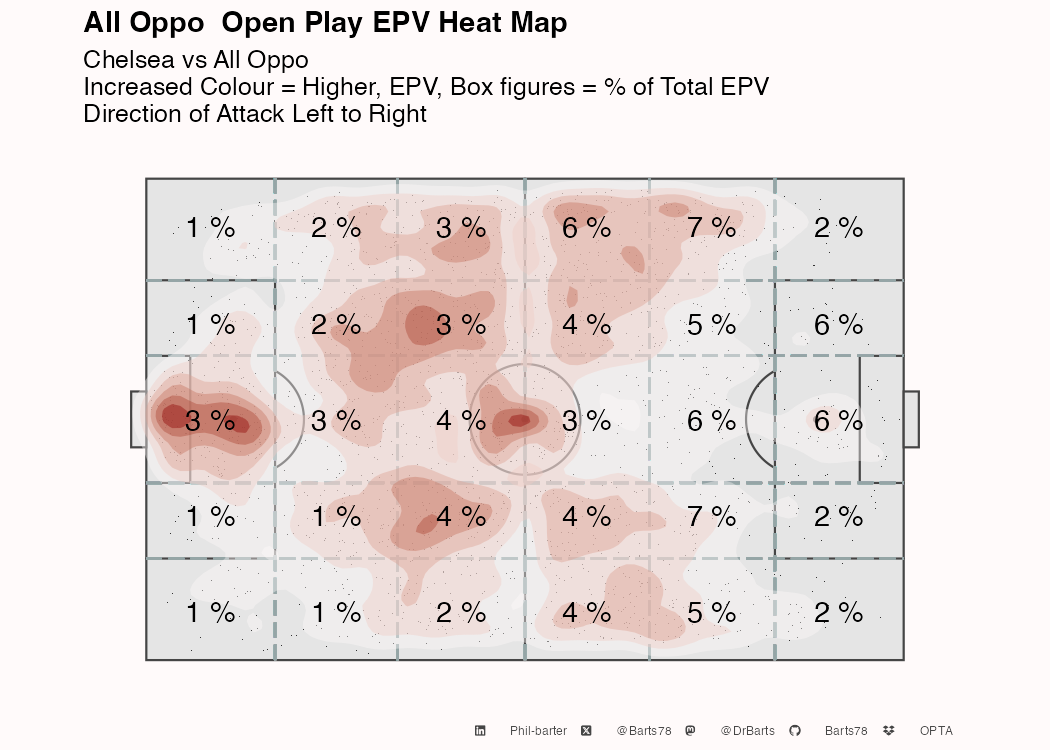 All Oppo  Open Play EPV Heat Map
Chelsea vs All Oppo
Increased Colour = Higher, EPV, Box figures = % of Total EPV
Direction of Attack Left to Right
1 % 2 % 3 % 6 % 7 % 2 %
1 % 2 % 3 % 4 % 5 % 6 %
3 % 3 % 4 % 3 % 6 % 6 %
1 % 1 % 4 % 4 % 7 % 2 %
1 % 1 % 2 % 4 % 5 % 2 %
Phil-barter @Barts78 @DrBarts Barts78 OPTA